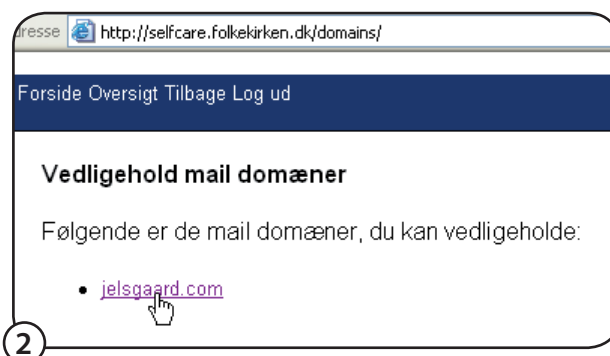 resse http://selfcare.folkekirken.dk/domains/
Forside Oversigt Tilbage Log ud
Vedligehold mail domæner
Følgende er de mail domæner, du kan vedligeholde:
• jelsgaard.com
2